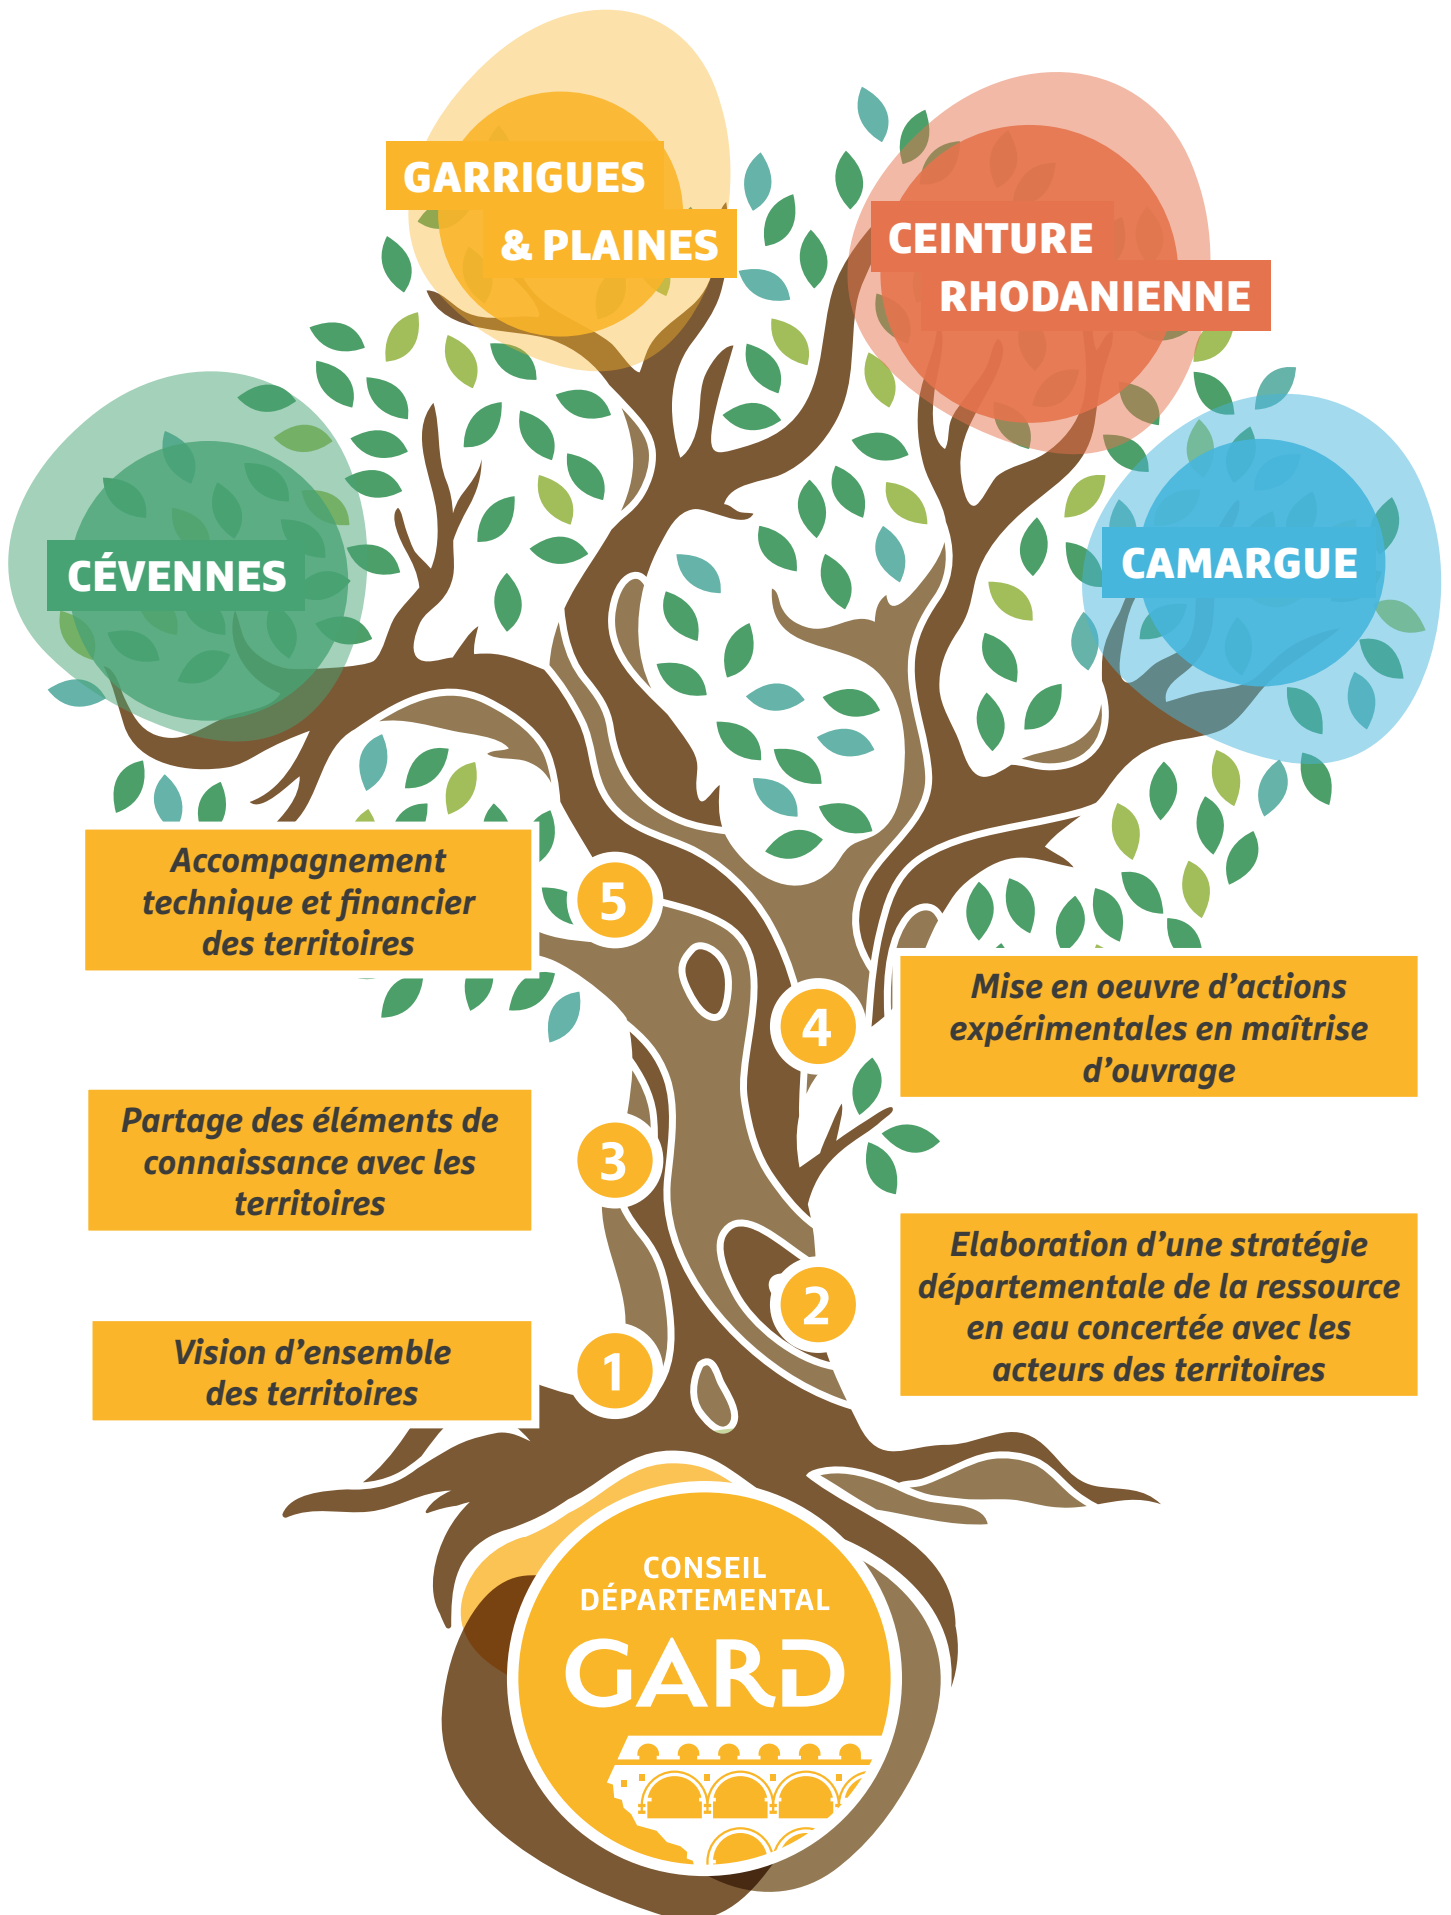 GARRIGUES
& PLAINES
CEINTURE
RHODANIENNE
CÉVENNES
CAMARGUE
Accompagnement
technique et financier
des territoires
5
4
Mise en oeuvre d’actions
expérimentales en maîtrise
d’ouvrage
Partage des éléments de
connaissance avec les
territoires
3
2
Elaboration d’une stratégie
départementale de la ressource
en eau concertée avec les
acteurs des territoires
Vision d’ensemble
des territoires
1
CONSEIL
DÉPARTEMENTAL
GARD